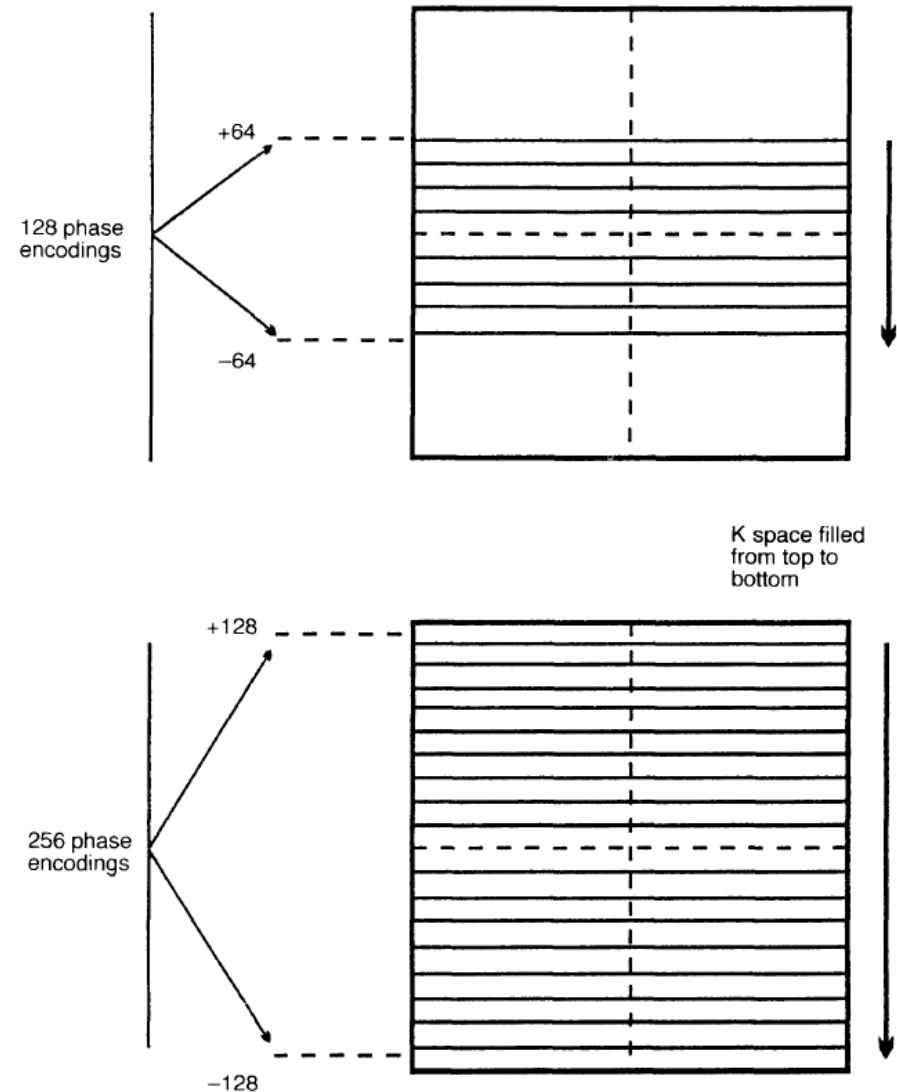 +64
128 phase
encodings
−64
K space filled
from top to
bottom
+128
256 phase
encodings
−128